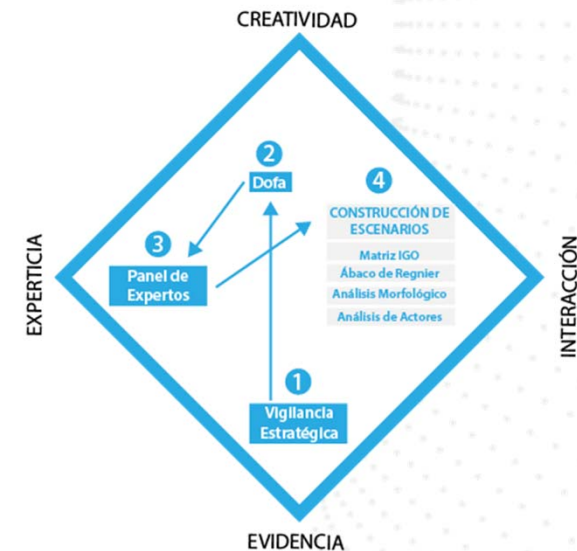 CREATIVIDAD
2
Dofa
4
CONSTRUCCIÓN DE
ESCENARIOS
Matriz IGO
Ábaco de Regnier
Análisis Morfológico
Análisis de Actores
3
Panel de
Expertos
EXPERTICIA
INTERACCIÓN
1
Vigilancia
Estratégica
EVIDENCIA